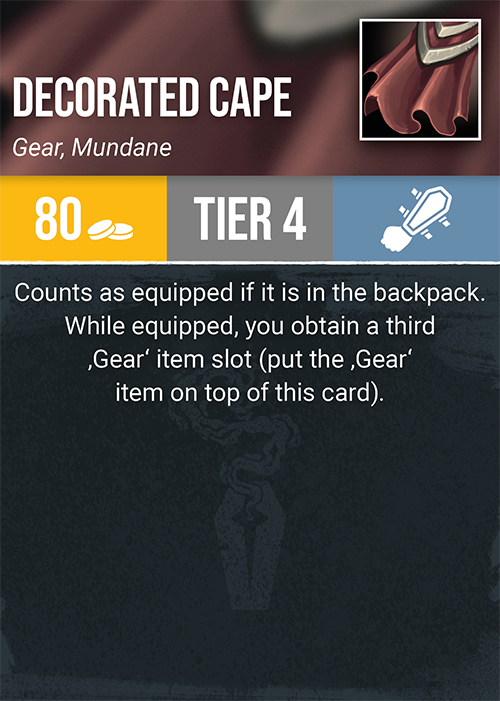 DECORATED CAPE
Gear, Mundane
80
TIER 4
Counts as equipped if it is in the backpack.
While equipped, you obtain a third
‚Gear‘ item slot (put the ‚Gear‘
item on top of this card).